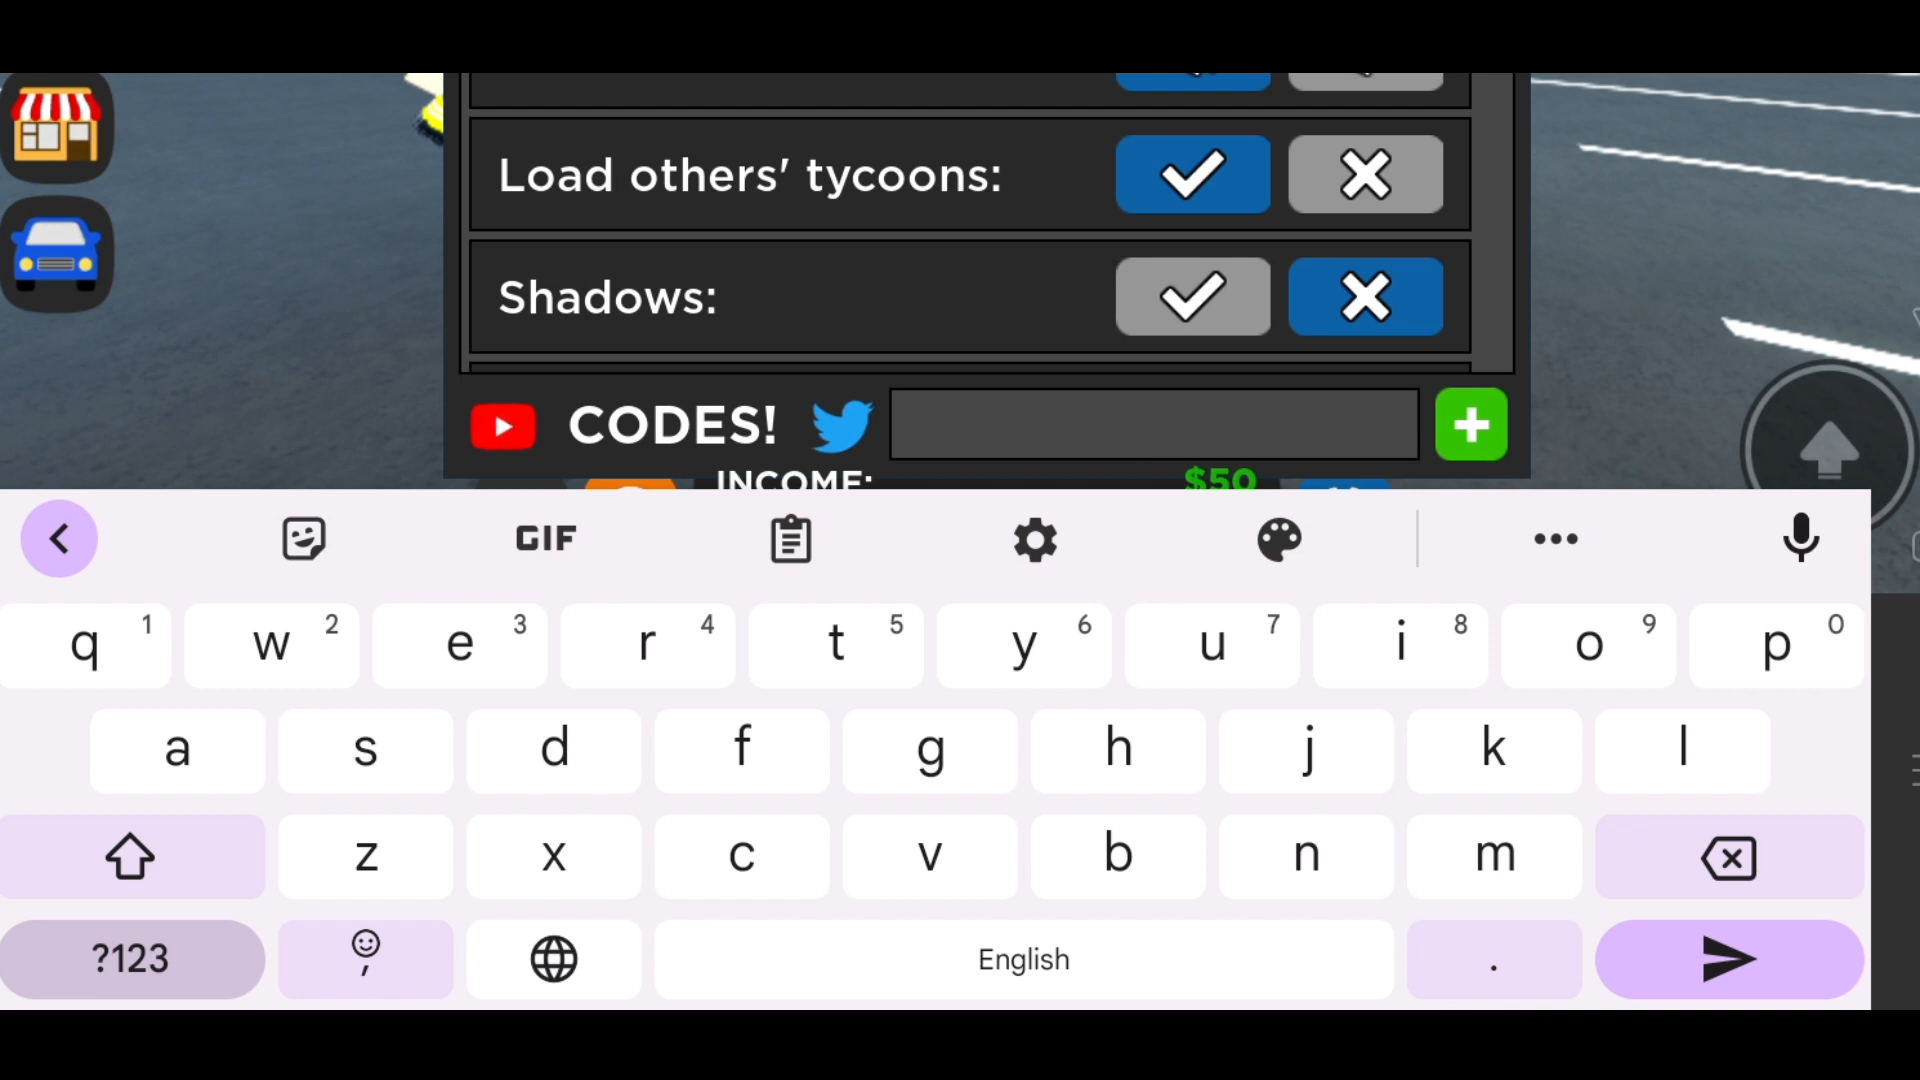 Load others' tycoons:
Shadows:
CODES!
INCOME: $50
GIF
q 1 w 2 e 3 r 4 t 5 y 6 u 7 i 8 o 9 p 0
a s d f g h j k l
z x c v b n m
?123 , English .